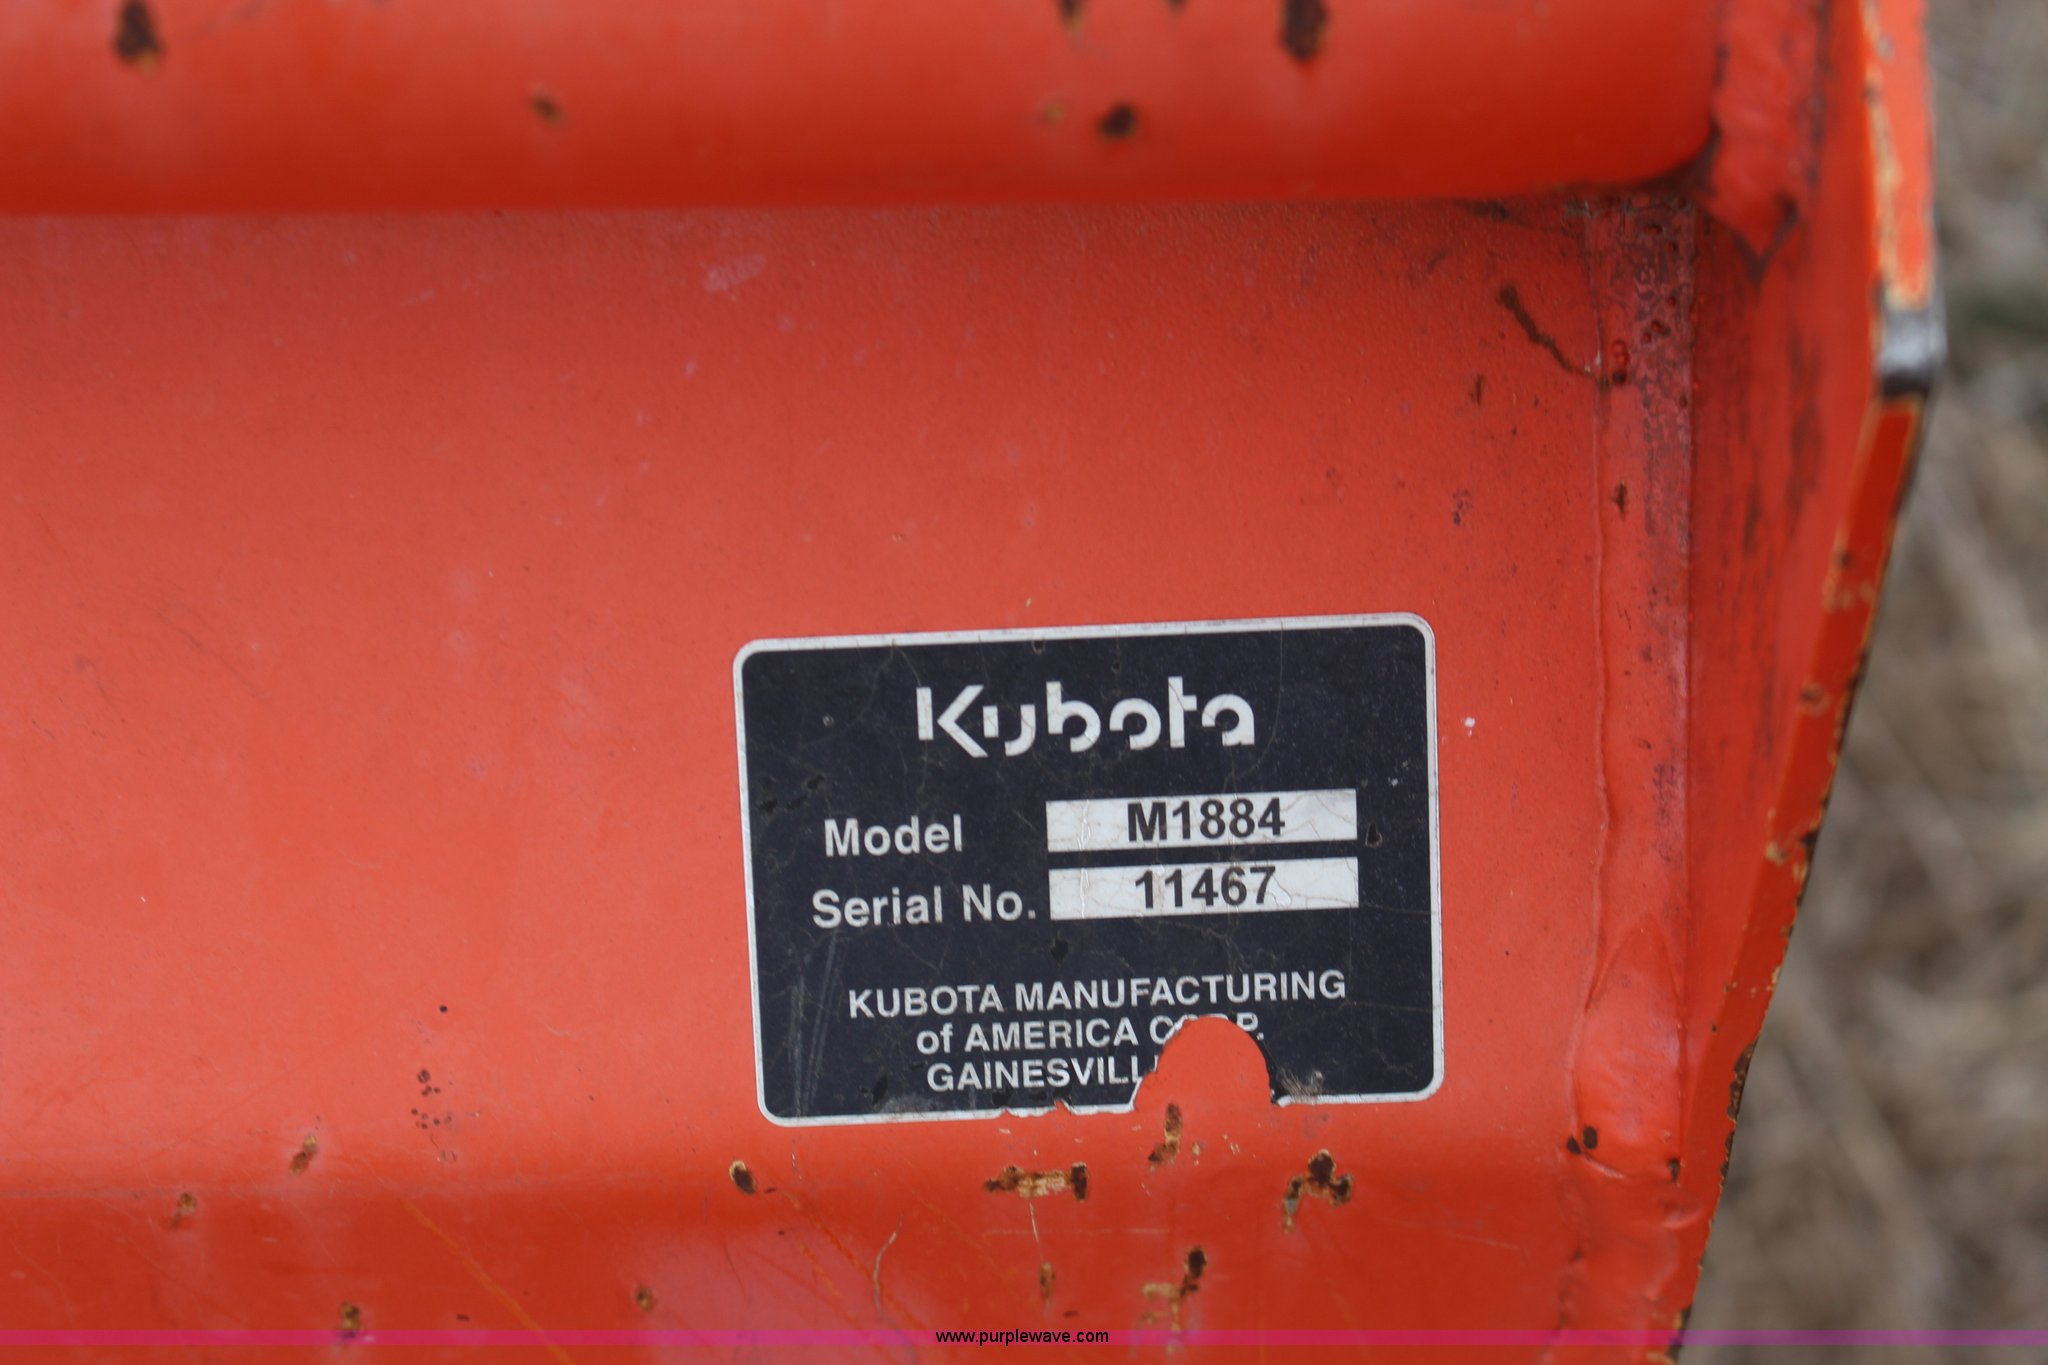 Kubota
Model M1884
Serial No. 11467
KUBOTA MANUFACTURING
of AMERICA
www.purplewave.com